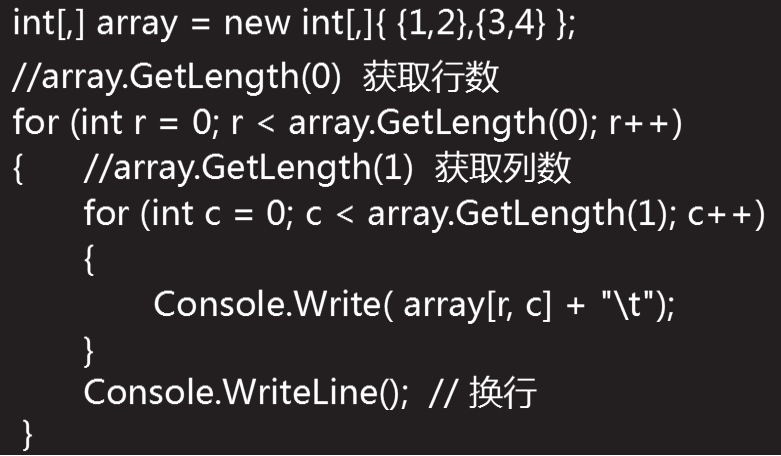 int[,] array = new int[,]{ {1,2},{3,4} };
//array.GetLength(0)  获取行数
for (int r = 0; r < array.GetLength(0); r++)
{      //array.GetLength(1)  获取列数
       for (int c = 0; c < array.GetLength(1); c++)
       {
              Console.Write( array[r, c] + "\t");
       }
       Console.WriteLine();  // 换行
}